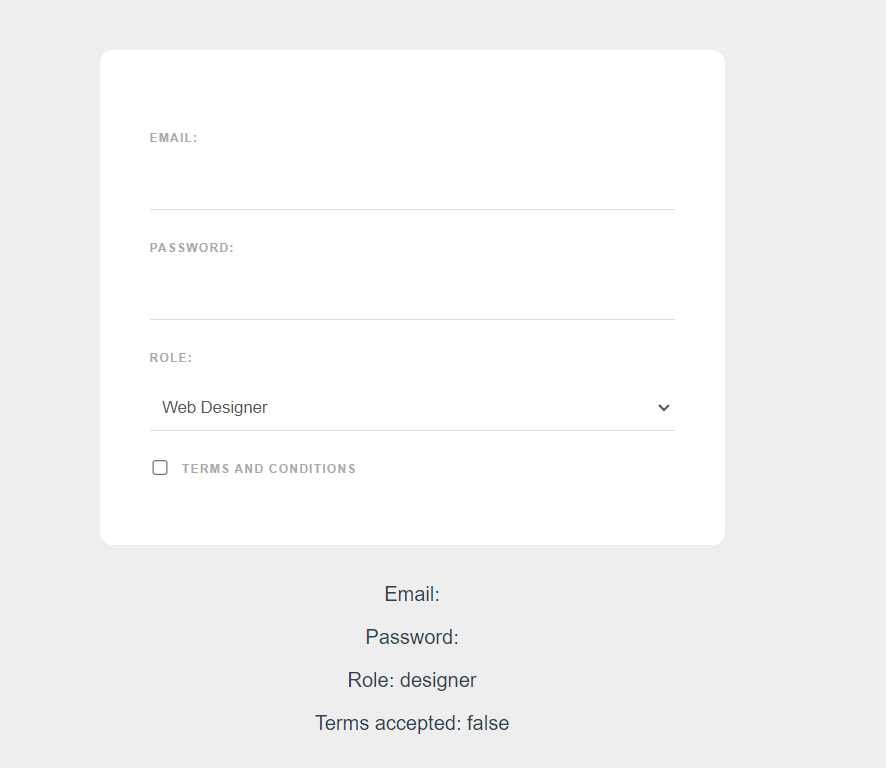 EMAIL:
PASSWORD:
ROLE:
Web Designer
TERMS AND CONDITIONS
Email:
Password:
Role: designer
Terms accepted: false